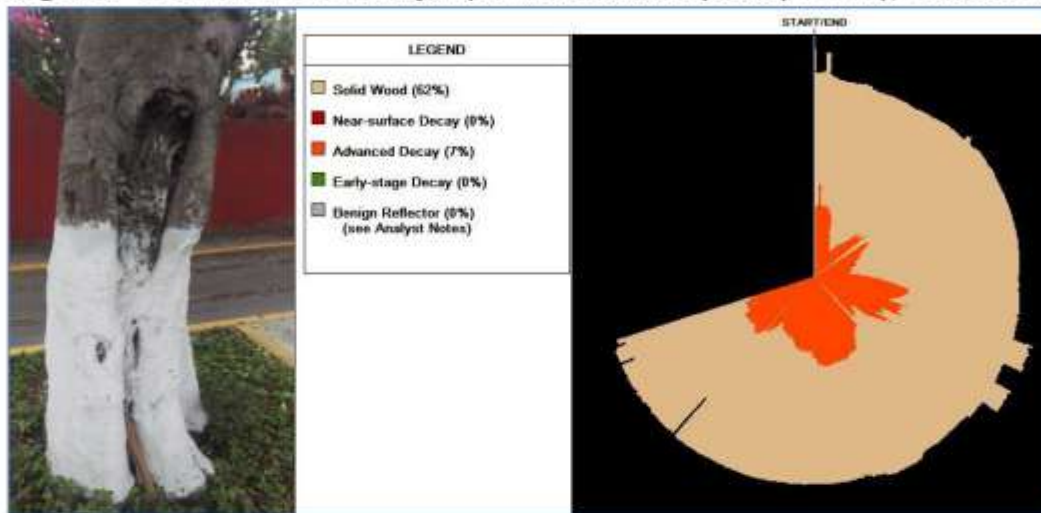 START/END
LEGEND
Solid Wood (62%)
Near-surface Decay (0%)
Advanced Decay (7%)
Early-stage Decay (0%)
Benign Reflector (0%)
(see Analyst Notes)